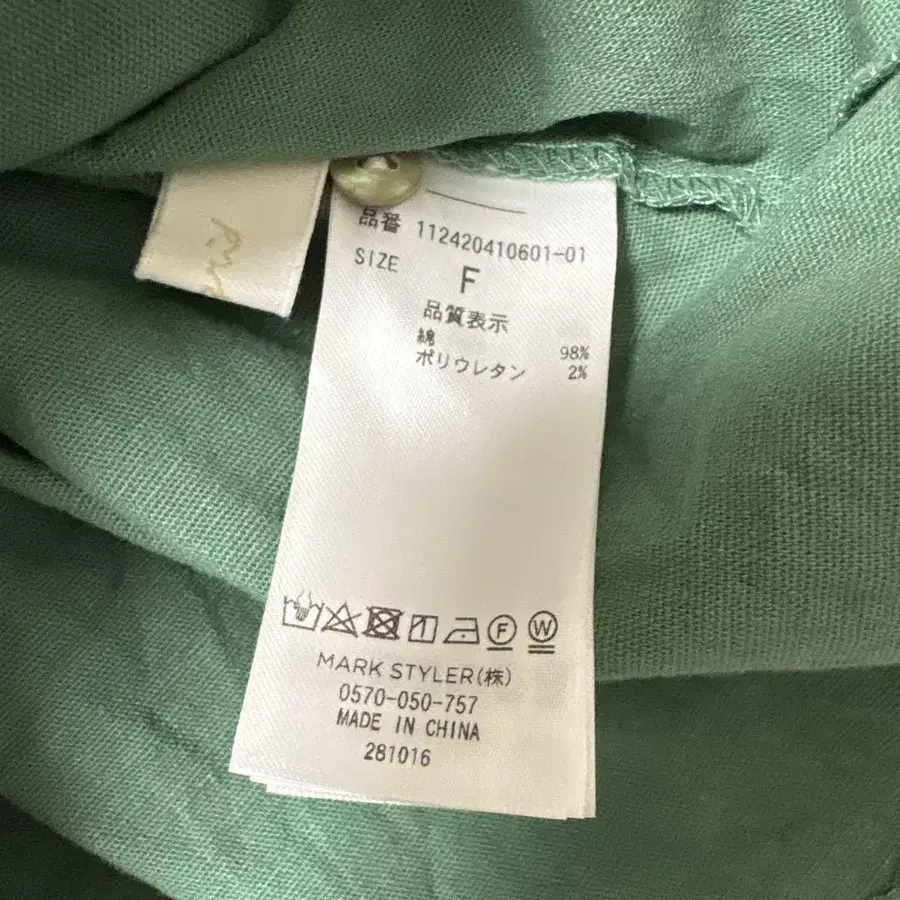 品番 112420410601-01
SIZE F
品質表示
綿 98%
ポリウレタン 2%
F W
MARK STYLER(株)
0570-050-757
MADE IN CHINA
281016